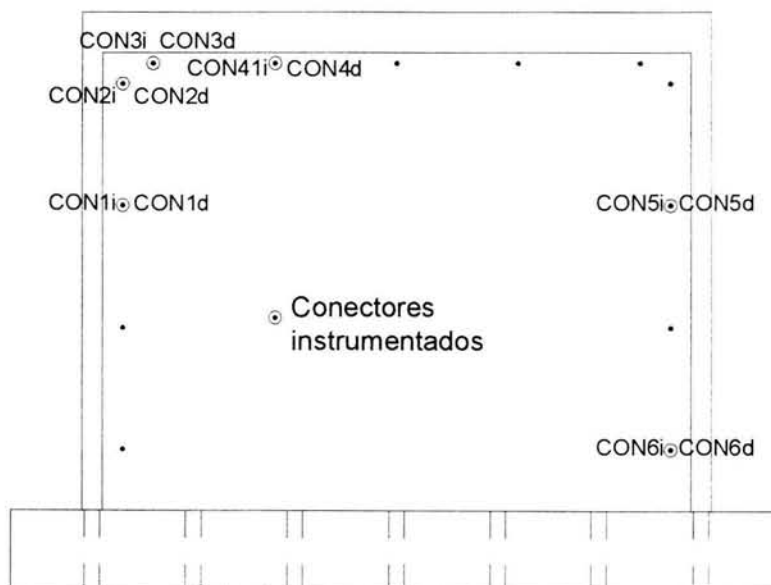 CON3i CON3d
CON41i CON4d
CON2i CON2d
CON1i CON1d
CON5i CON5d
Conectores
instrumentados
CON6i CON6d